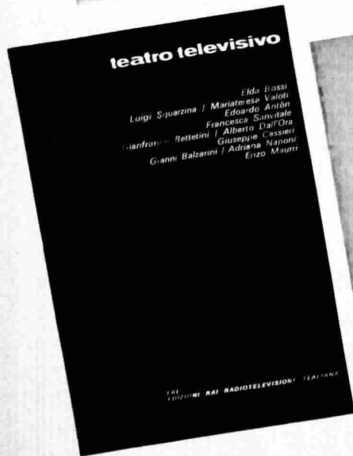 teatro televisivo
Elda Bossi
Luigi Squarzina / Mariateresa Valoti
Edoardo Antòn
Francesca Sanvitale
Gianfranco Bettetini / Alberto Dall'Ora
Giuseppe Cassieri
Gianni Balzarini / Adriana Nanoni
Enzo Mauri
ERI
EDIZIONI RAI RADIOTELEVISIONE ITALIANA